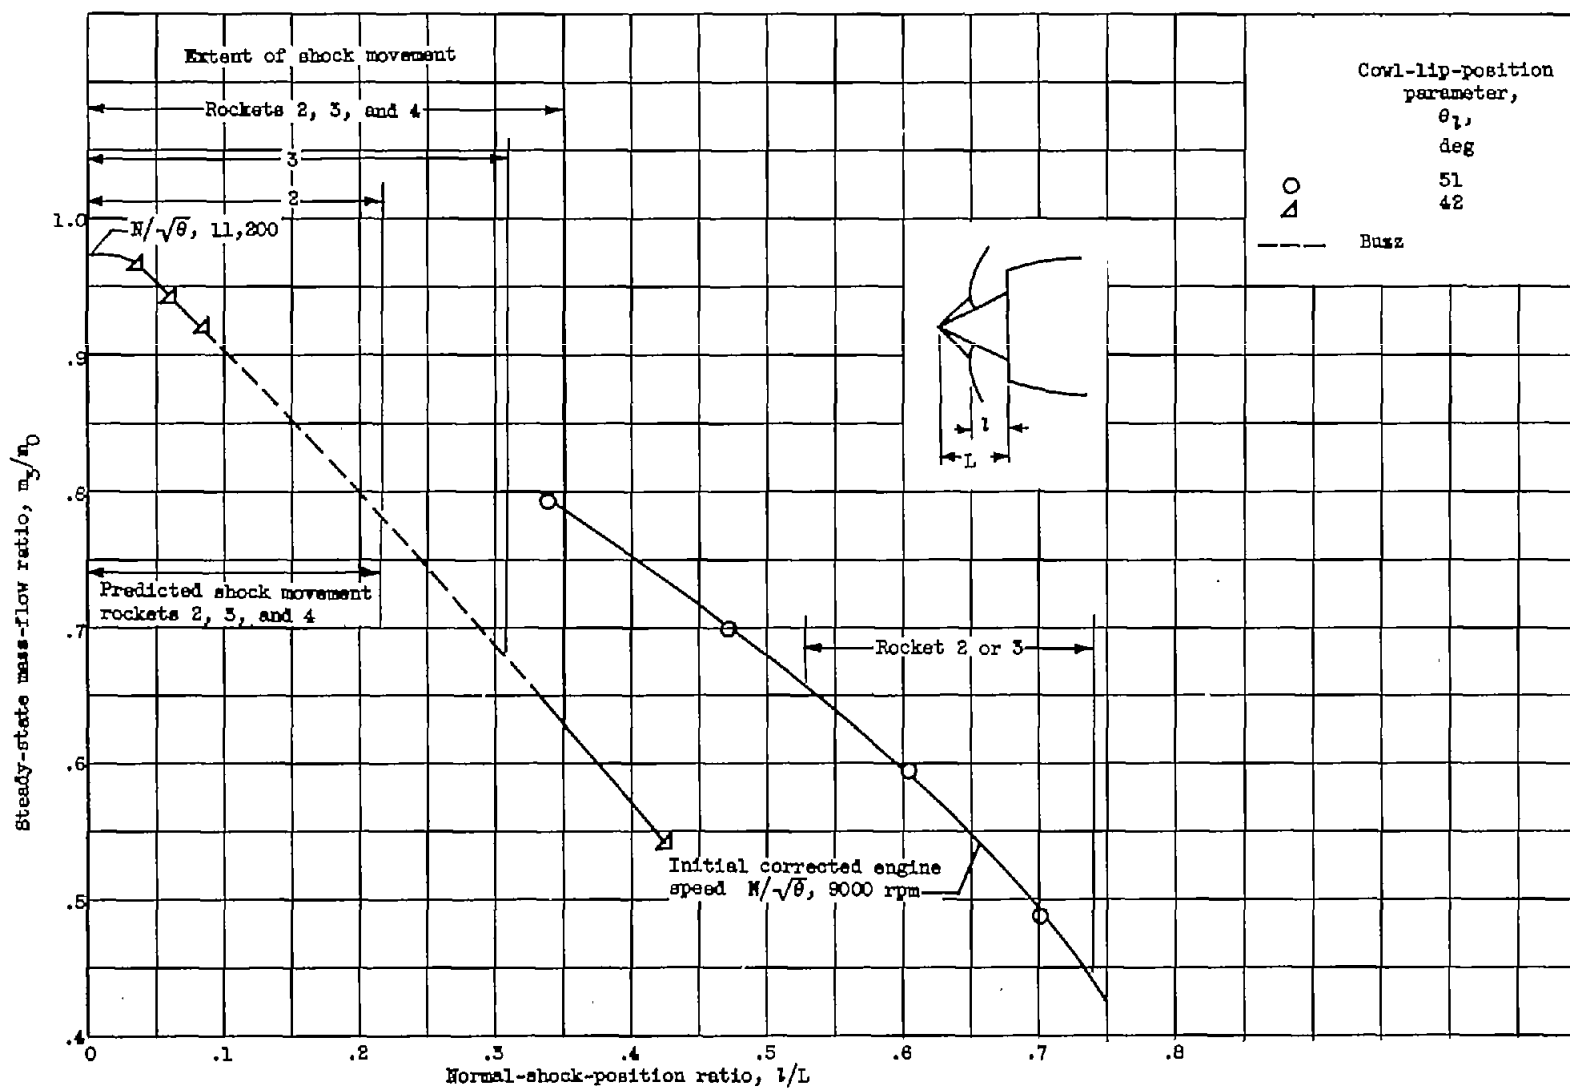 Extent of shock movement
Rockets 2, 3, and 4
3
2
N/√θ, 11,200
Cowl-lip-position
parameter,
θl,
deg
51
42
Buzz
l
L
Predicted shock movement
rockets 2, 3, and 4
Rocket 2 or 3
Initial corrected engine
speed N/√θ, 9000 rpm
Steady-state mass-flow ratio, m3/m0
1.0
.9
.8
.7
.6
.5
.4
0 .1 .2 .3 .4 .5 .6 .7 .8
Normal-shock-position ratio, l/L